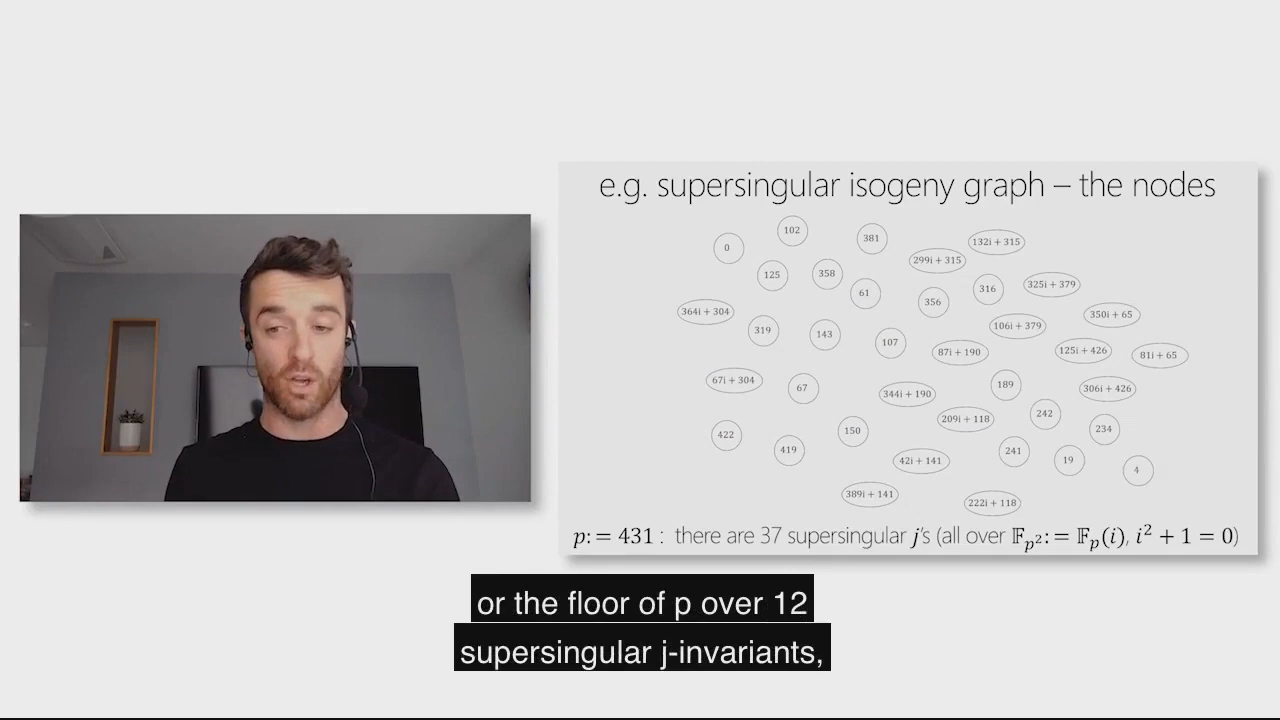 e.g. supersingular isogeny graph – the nodes
0
102
381
132i + 315
299i + 315
125
358
61
356
316
325i + 379
364i + 304
319
143
107
106i + 379
350i + 65
87i + 190
125i + 426
81i + 65
67i + 304
67
344i + 190
189
306i + 426
209i + 118
242
422
419
150
234
42i + 141
241
19
4
389i + 141
222i + 118
p: = 431 : there are 37 supersingular j's (all over 𝔽ₚ²: = 𝔽ₚ(i), i² + 1 = 0)
or the floor of p over 12
supersingular j-invariants,